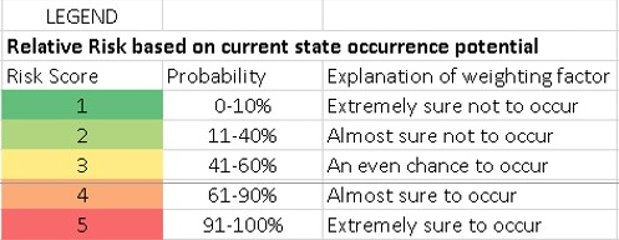 LEGEND
Relative Risk based on current state occurrence potential
Risk Score Probability Explanation of weighting factor
1 0-10% Extremely sure not to occur
2 11-40% Almost sure not to occur
3 41-60% An even chance to occur
4 61-90% Almost sure to occur
5 91-100% Extremely sure to occur